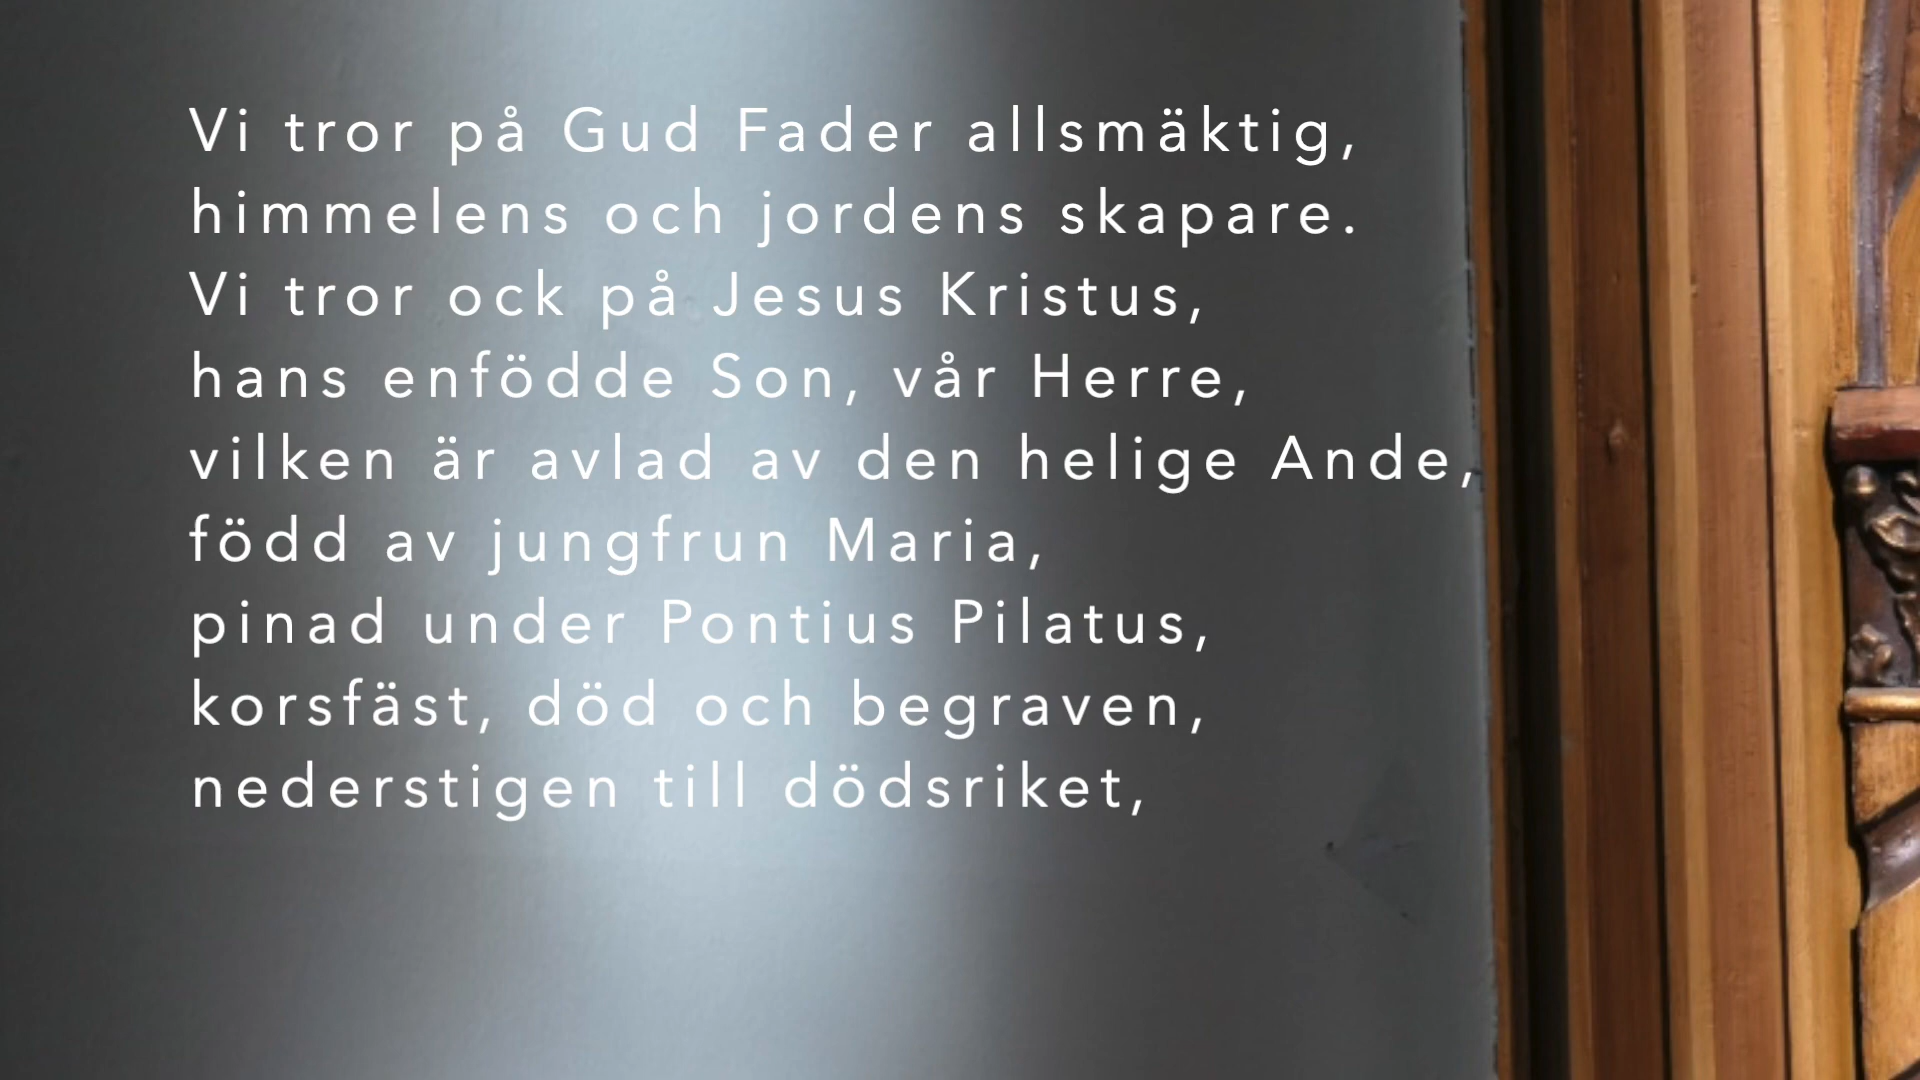 Vi tror på Gud Fader allsmäktig,
himmelens och jordens skapare.
Vi tror ock på Jesus Kristus,
hans enfödde Son, vår Herre,
vilken är avlad av den helige Ande,
född av jungfrun Maria,
pinad under Pontius Pilatus,
korsfäst, död och begraven,
nederstigen till dödsriket,